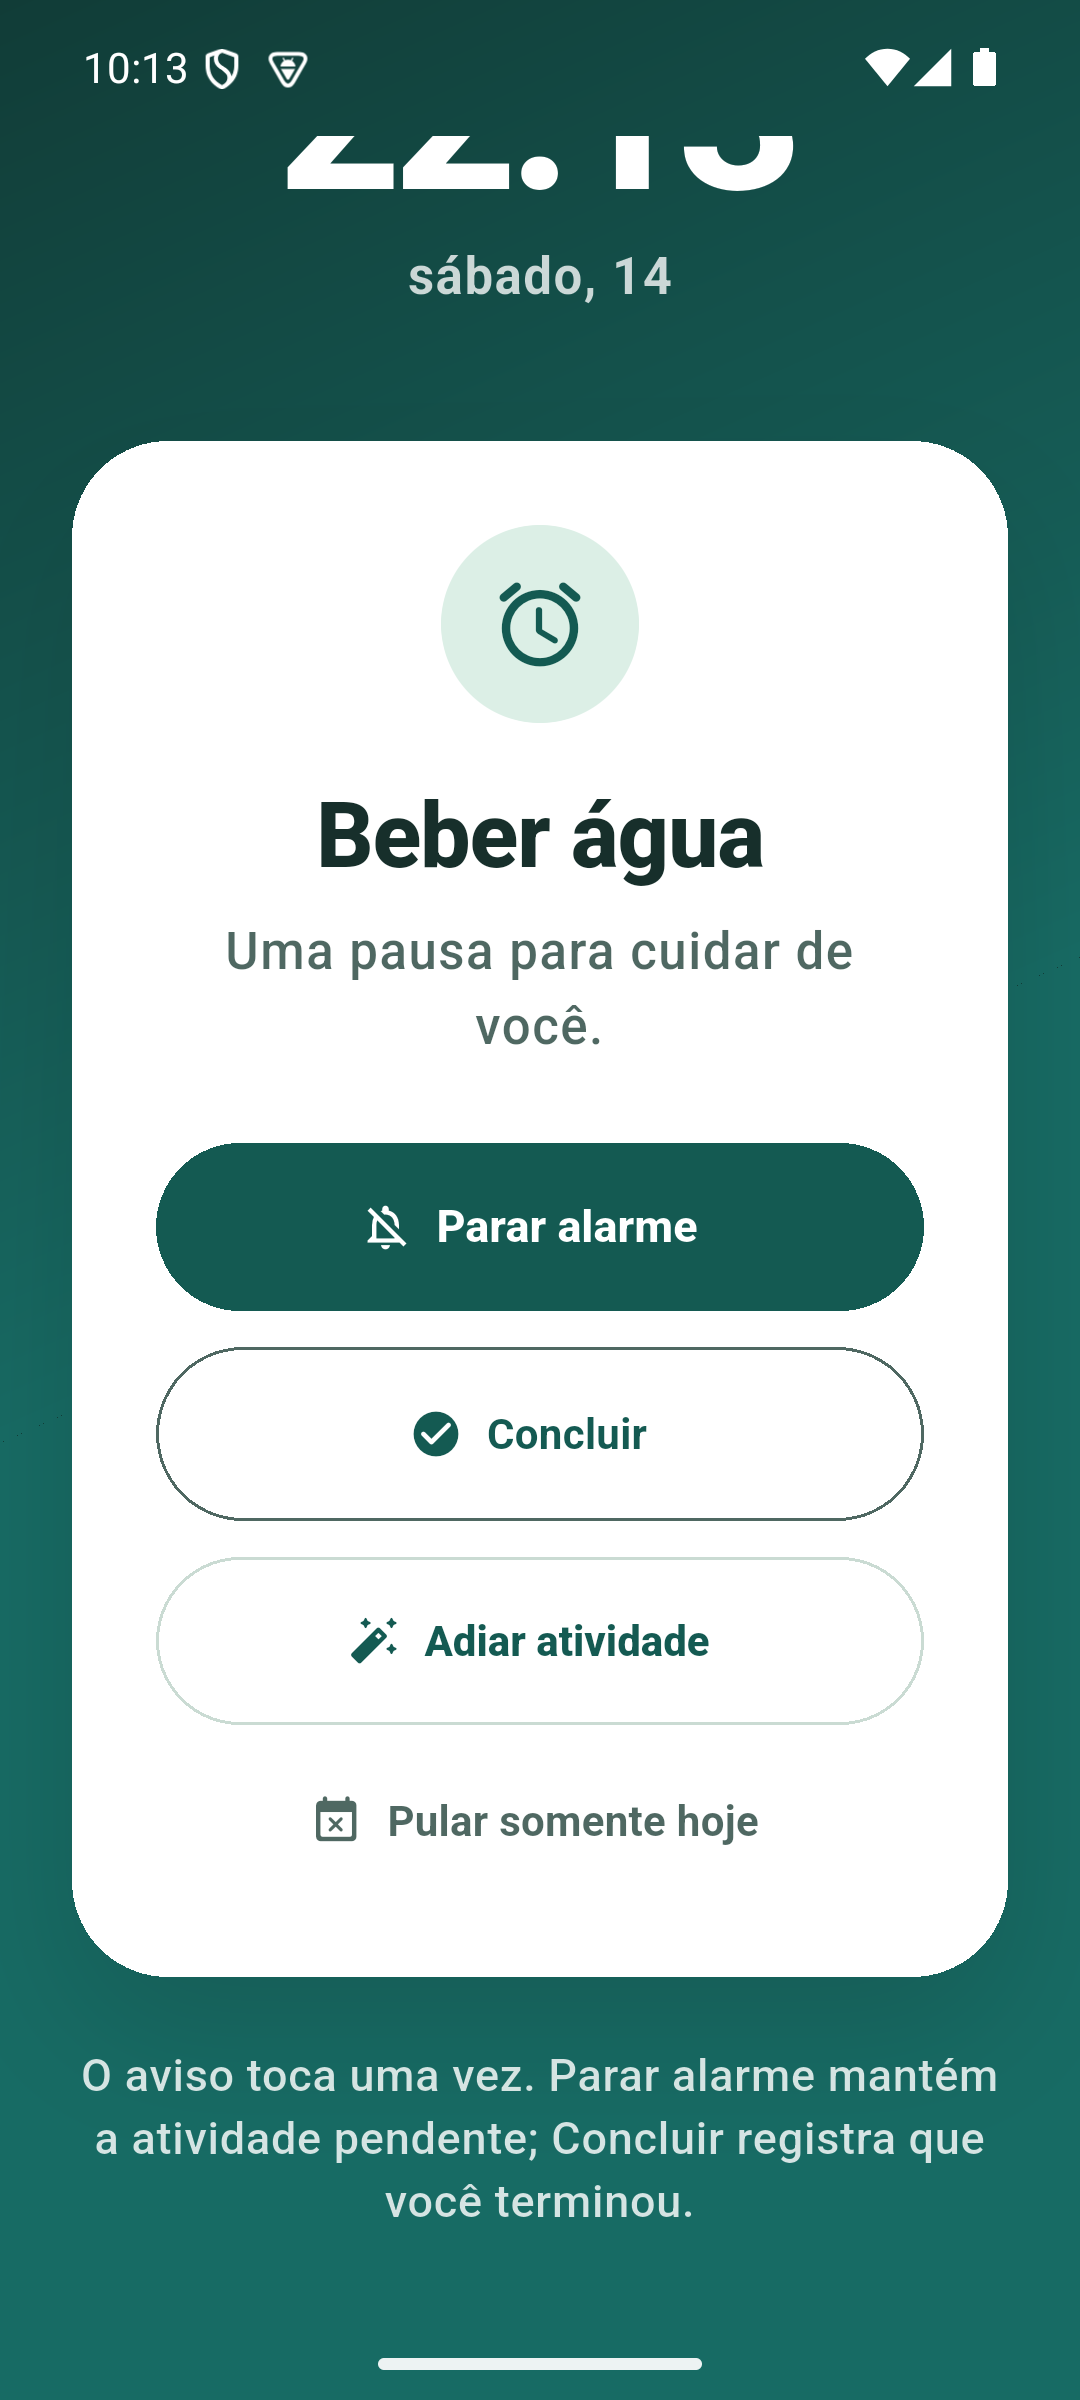 10:13
sábado, 14
Beber água
Uma pausa para cuidar de
você.
Parar alarme
Concluir
Adiar atividade
Pular somente hoje
O aviso toca uma vez. Parar alarme mantém
a atividade pendente; Concluir registra que
você terminou.